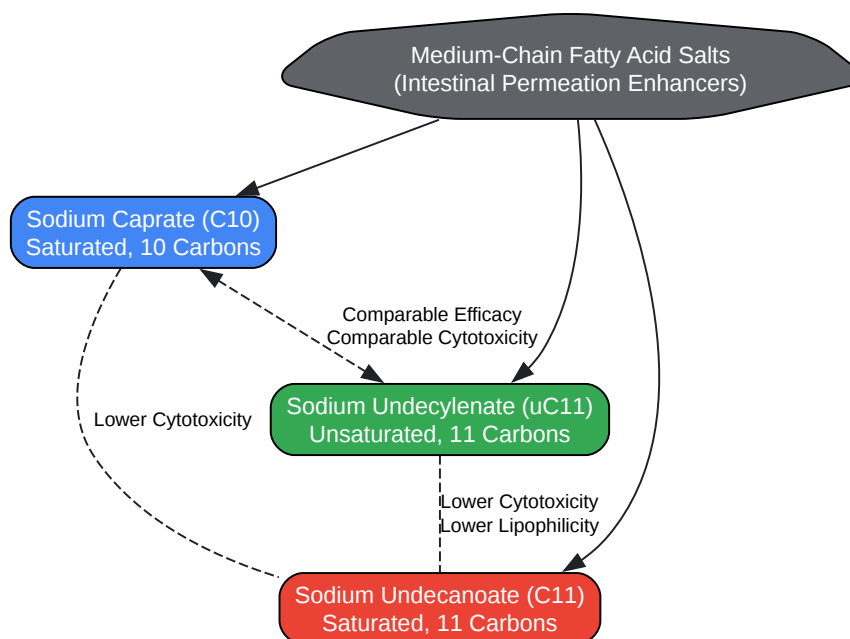 Medium-Chain Fatty Acid Salts
(Intestinal Permeation Enhancers)
Sodium Caprate (C10)
Saturated, 10 Carbons
Comparable Efficacy
Comparable Cytotoxicity
Sodium Undecylenate (uC11)
Unsaturated, 11 Carbons
Lower Cytotoxicity
Lower Cytotoxicity
Lower Lipophilicity
Sodium Undecanoate (C11)
Saturated, 11 Carbons